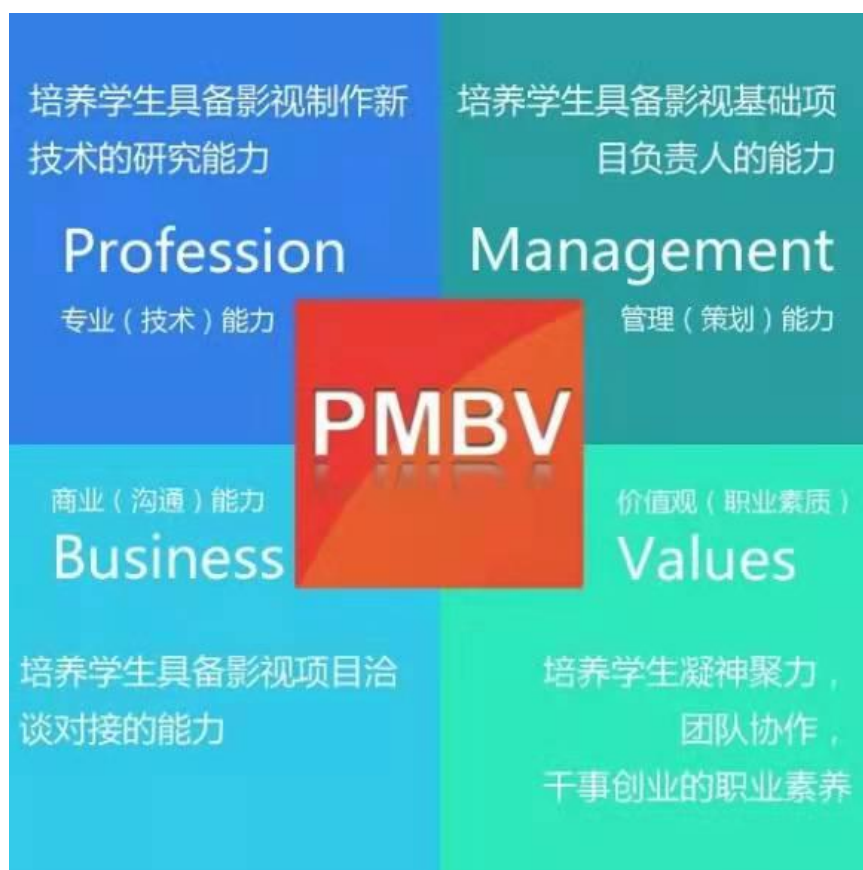 培养学生具备影视制作新
技术的研究能力
Profession
专业（技术）能力
培养学生具备影视基础项
目负责人的能力
Management
管理（策划）能力
PMBV
商业（沟通）能力
Business
培养学生具备影视项目洽
谈对接的能力
价值观（职业素质）
Values
培养学生凝神聚力，
团队协作，
干事创业的职业素养